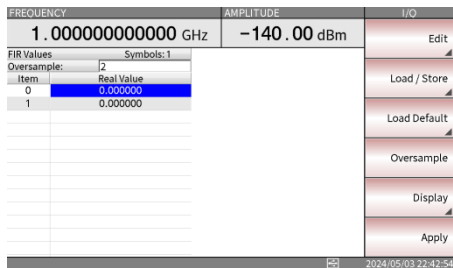 FREQUENCY AMPLITUDE I/Q
1.000000000000 GHz −140.00 dBm Edit
FIR Values Symbols: 1
Oversample: 2
Item Real Value Load / Store
0 0.000000
1 0.000000
Load Default
Oversample
Display
Apply
2024/05/03 22:42:54